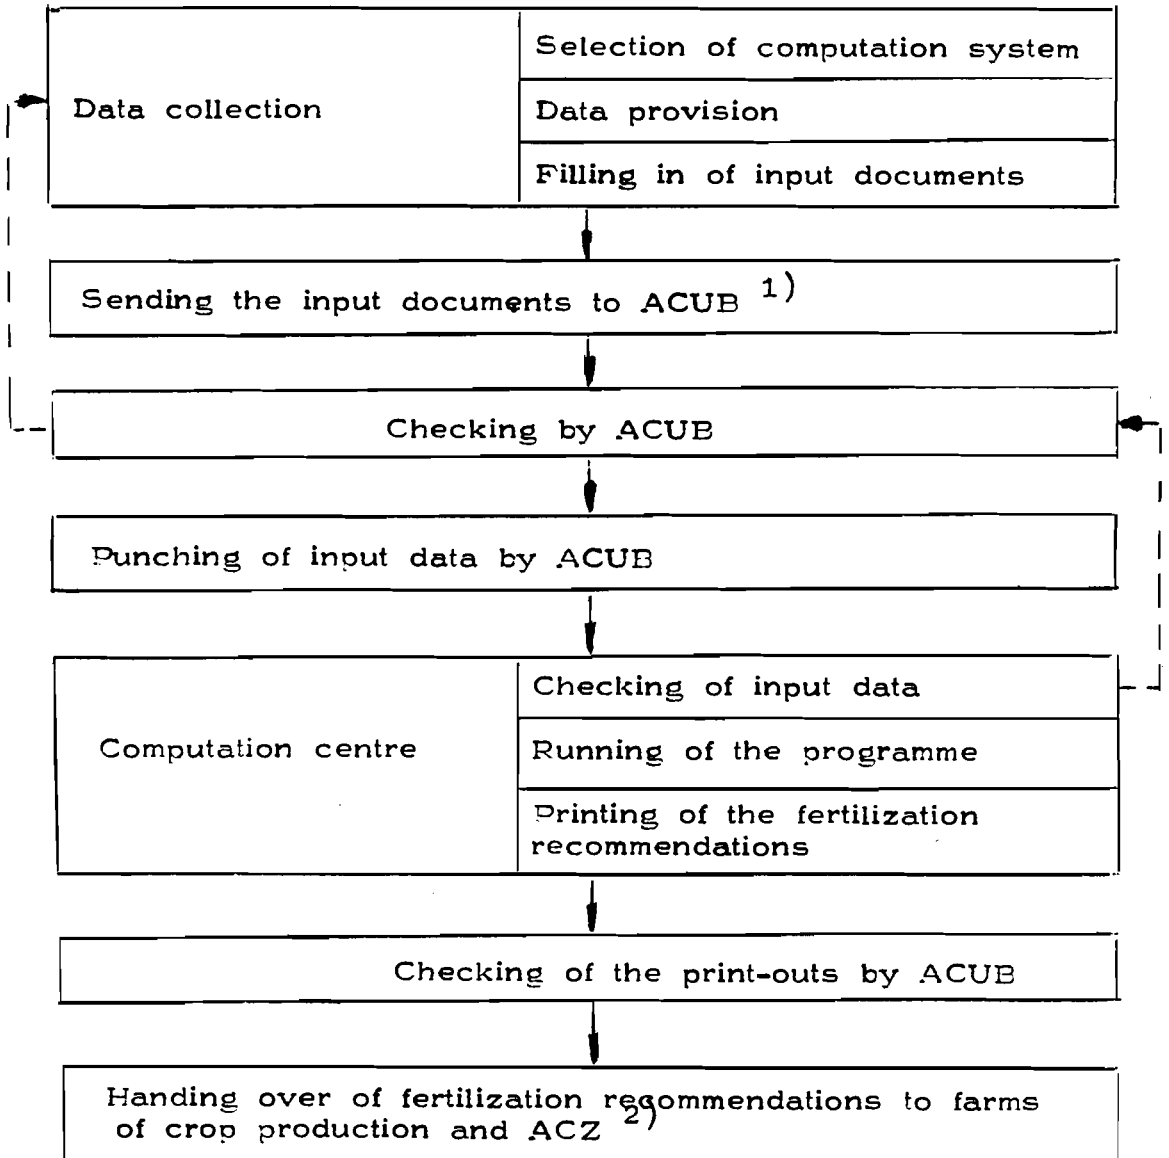 Selection of computation system
Data collection
Data provision
Filling in of input documents
Sending the input documents to ACUB 1)
Checking by ACUB
Punching of input data by ACUB
Checking of input data
Computation centre
Running of the programme
Printing of the fertilization
recommendations
Checking of the print-outs by ACUB
Handing over of fertilization recommendations to farms
of crop production and ACZ 2)